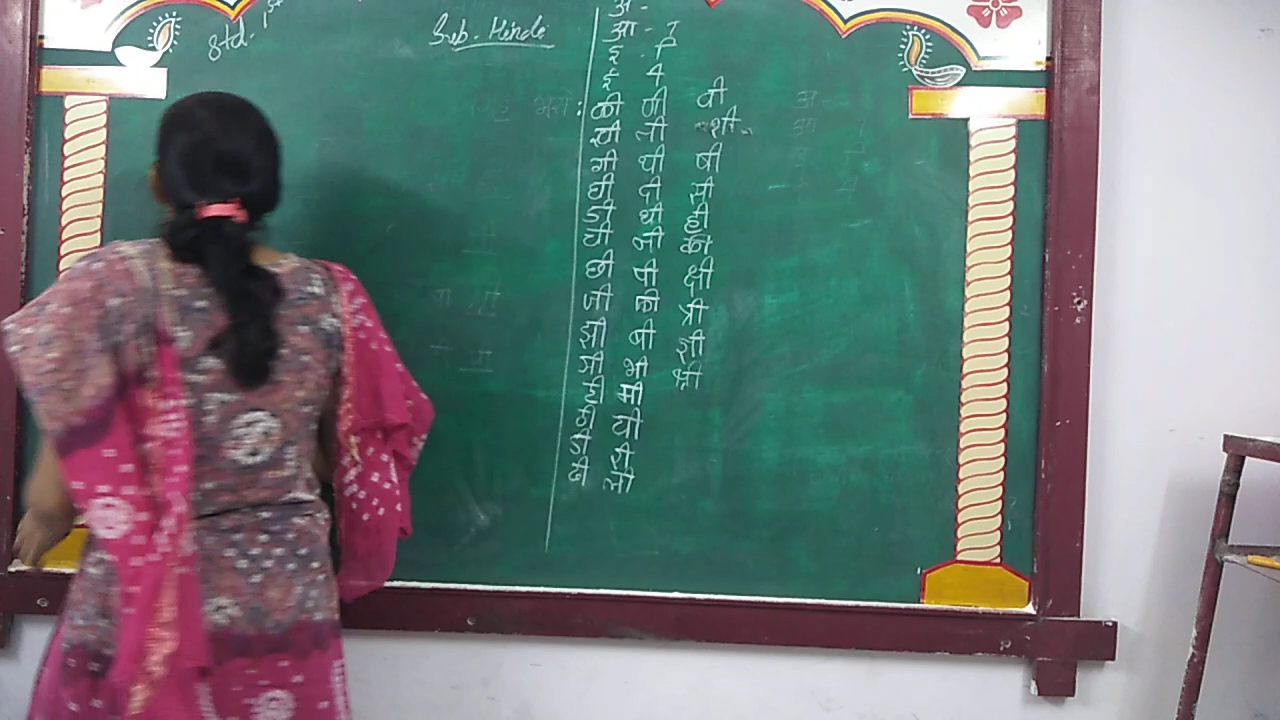 Std. 1st
Sub. Hindi
अ -
आ - ा
इ - ि
ई ी
की णी वी
खी ती शी
गी थी षी
घी दी सी
ङी धी ही
ची नी ळी
छी पी क्षी
जी फी त्री
झी बी ज्ञी
ञी भी श्री
टी मी
ठी यी
डी री
ढी ली